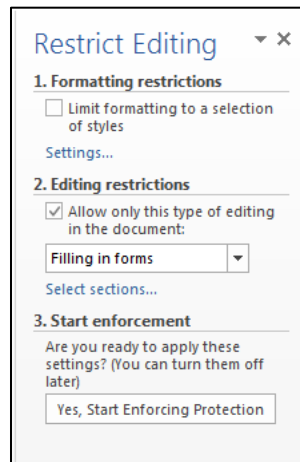 Restrict Editing
1. Formatting restrictions
Limit formatting to a selection
of styles
Settings...
2. Editing restrictions
Allow only this type of editing
in the document:
Filling in forms
Select sections...
3. Start enforcement
Are you ready to apply these
settings? (You can turn them off
later)
Yes, Start Enforcing Protection